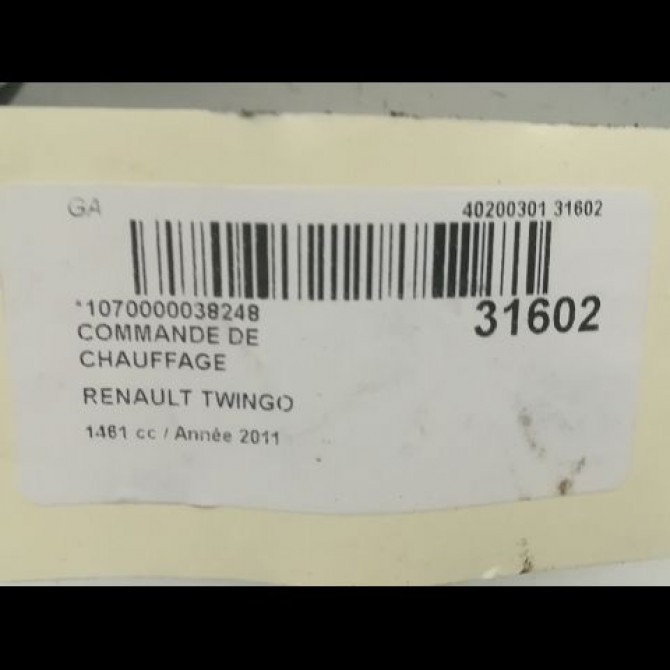 GA 40200301 31602
*1070000038248 31602
COMMANDE DE
CHAUFFAGE
RENAULT TWINGO
1461 cc / Année 2011